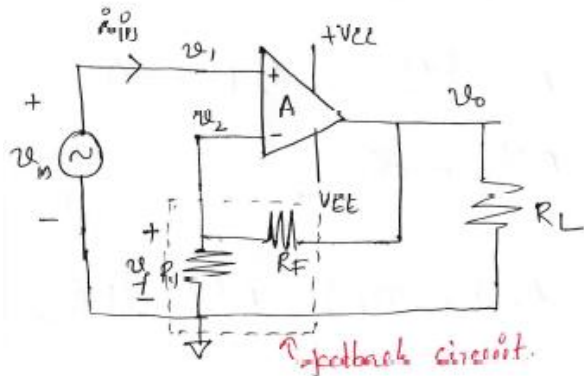 +VCC
iin
v1
+
A
vo
+
v2
-
vin
VEE
RL
-
+
vf
R1
RF
-
feedback circuit.